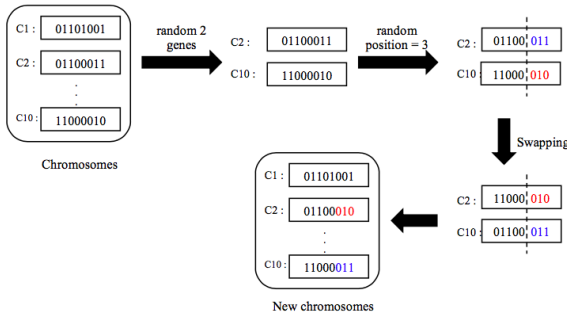 C1 : 01101001
C2 : 01100011
C10 : 11000010
Chromosomes
random 2
genes
C2 : 01100011
C10 : 11000010
random
position = 3
C2 : 01100 011
C10 : 11000 010
Swapping
C2 : 11000 010
C10 : 01100 011
C1 : 01101001
C2 : 01100010
C10 : 11000011
New chromosomes